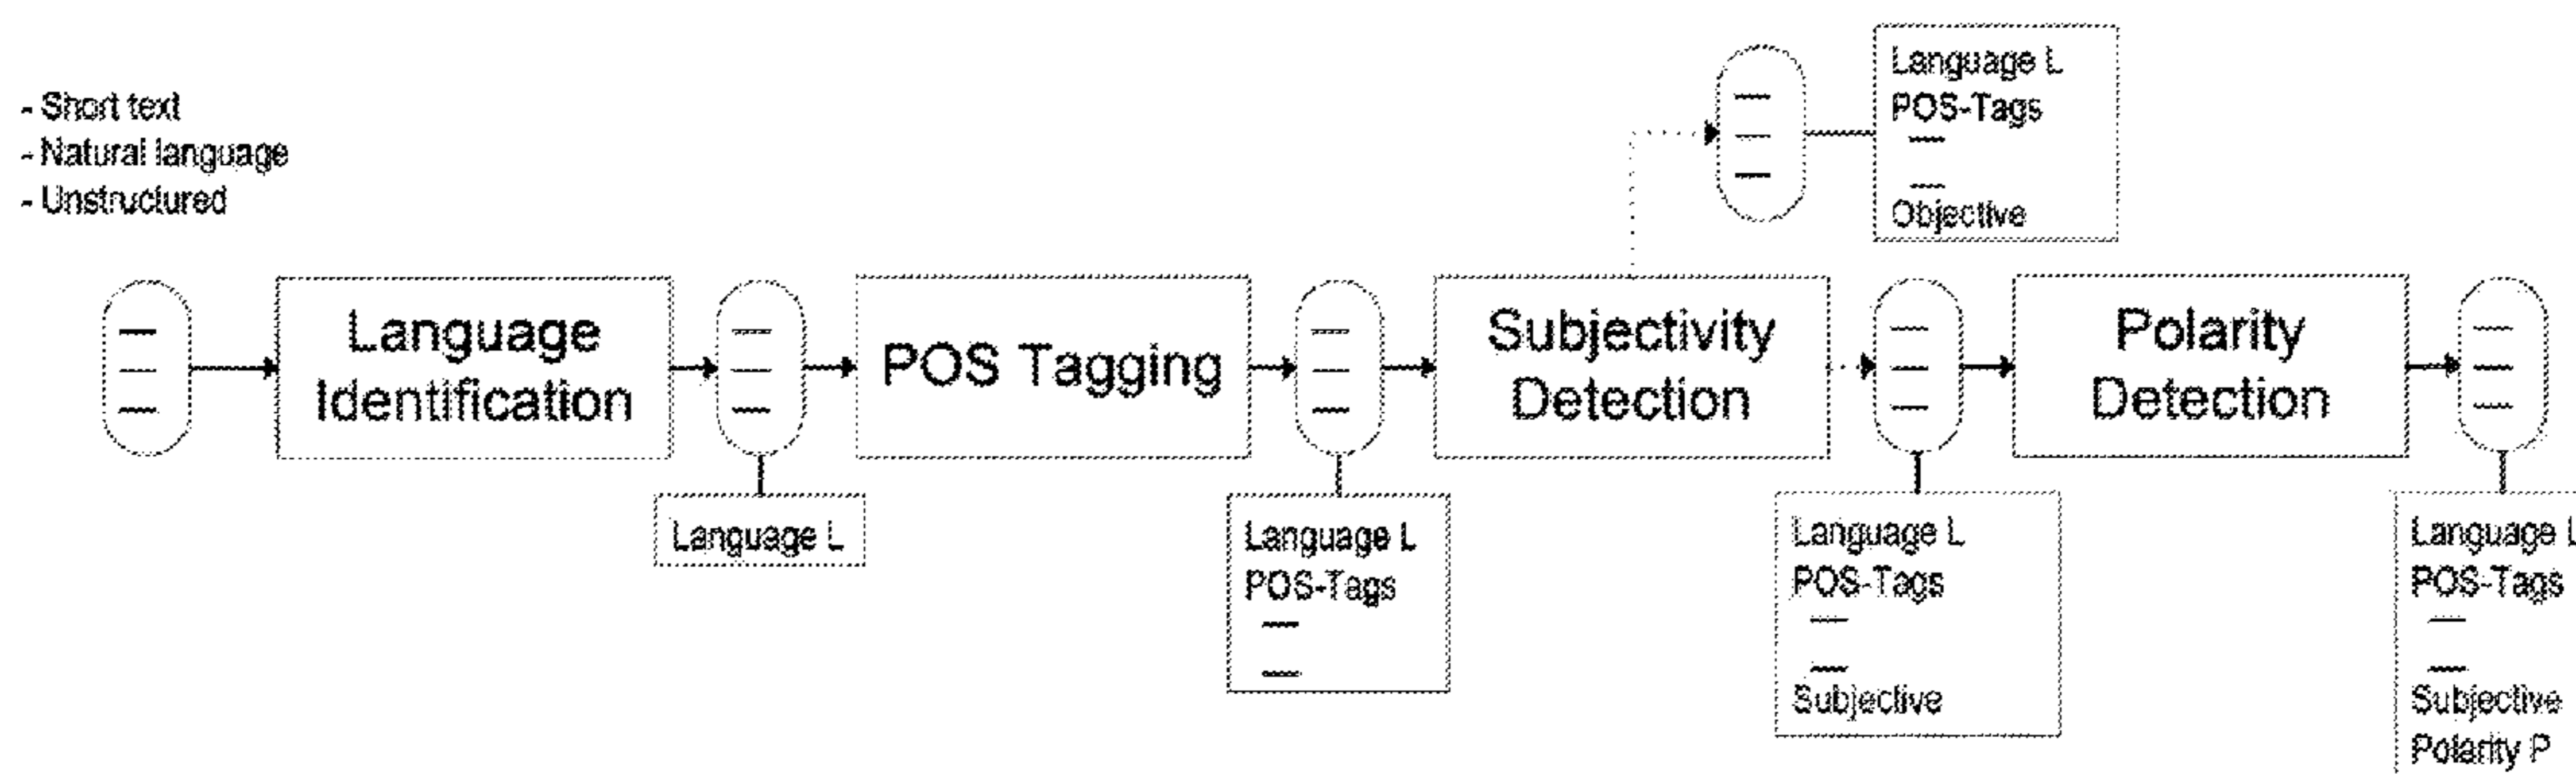 - Short text
- Natural language
- Unstructured
Language L
POS-Tags
Objective
Language
Identification
POS Tagging
Subjectivity
Detection
Polarity
Detection
Language L
Language L
POS-Tags
Language L
POS-Tags
Subjective
Language L
POS-Tags
Subjective
Polarity P